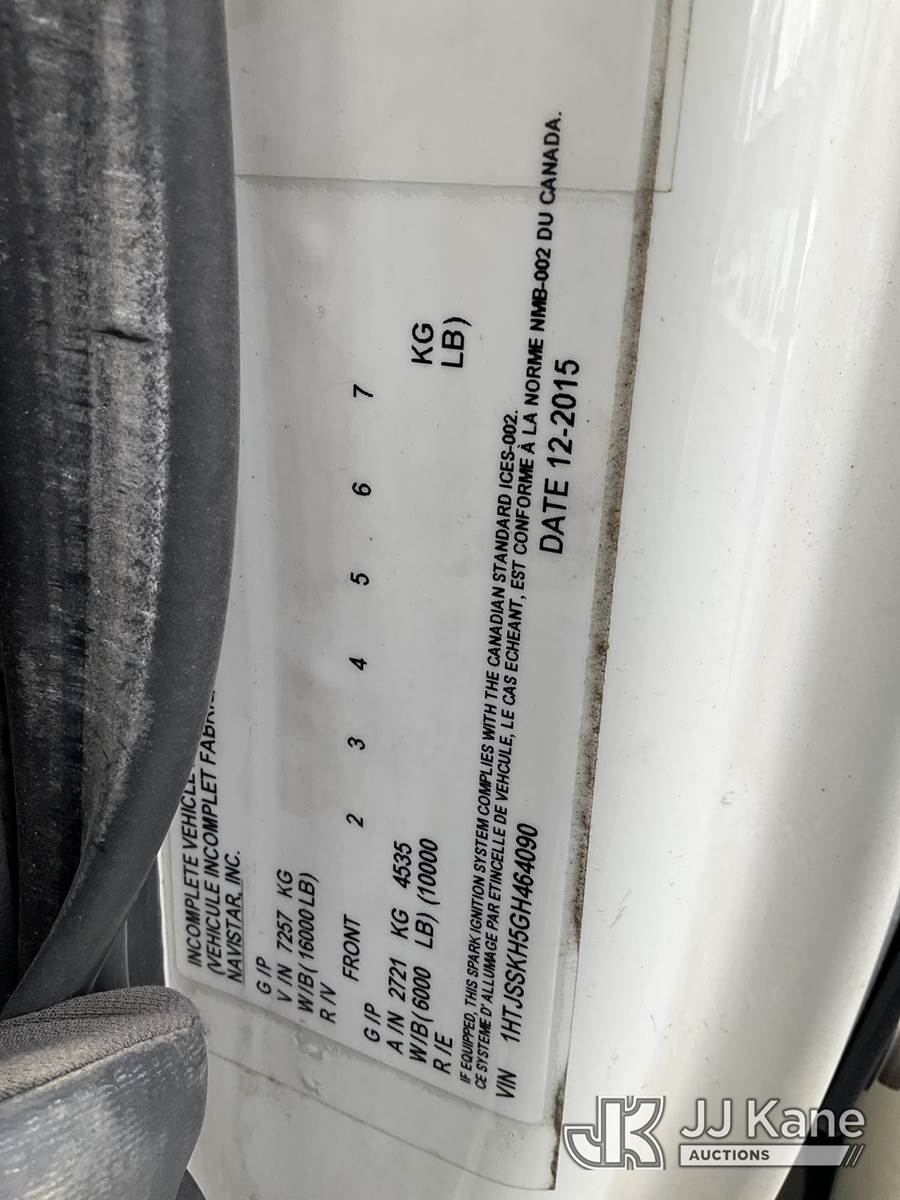 INCOMPLETE VEHICLE
(VEHICULE INCOMPLET
NAVISTAR, INC.
G /P
V /N 7257 KG
W/B( 16000 LB)
R /V
FRONT 2 3 4 5 6 7
G /P
A /N 2721 KG 4535 KG
W/B( 6000 LB) (10000 LB)
R /E
IF EQUIPPED, THIS SPARK IGNITION SYSTEM COMPLIES WITH THE CANADIAN STANDARD ICES-002.
CE SYSTEME D' ALLUMAGE PAR ETINCELLE DE VEHCULE, LE CAS ECHEANT, EST CONFORME À LA NORME NMB-002 DU CANADA.
VIN 1HTJSSKH5GH464090 DATE 12-2015
JK JJ Kane
AUCTIONS